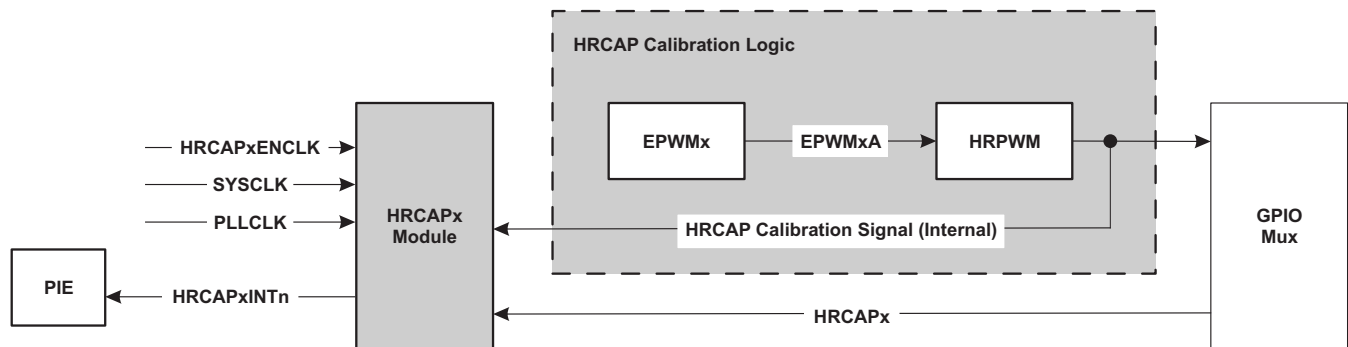 HRCAP Calibration Logic
EPWMx
EPWMxA
HRPWM
HRCAPxENCLK
SYSCLK
PLLCLK
HRCAPx
Module
HRCAP Calibration Signal (Internal)
GPIO
Mux
PIE
HRCAPxINTn
HRCAPx